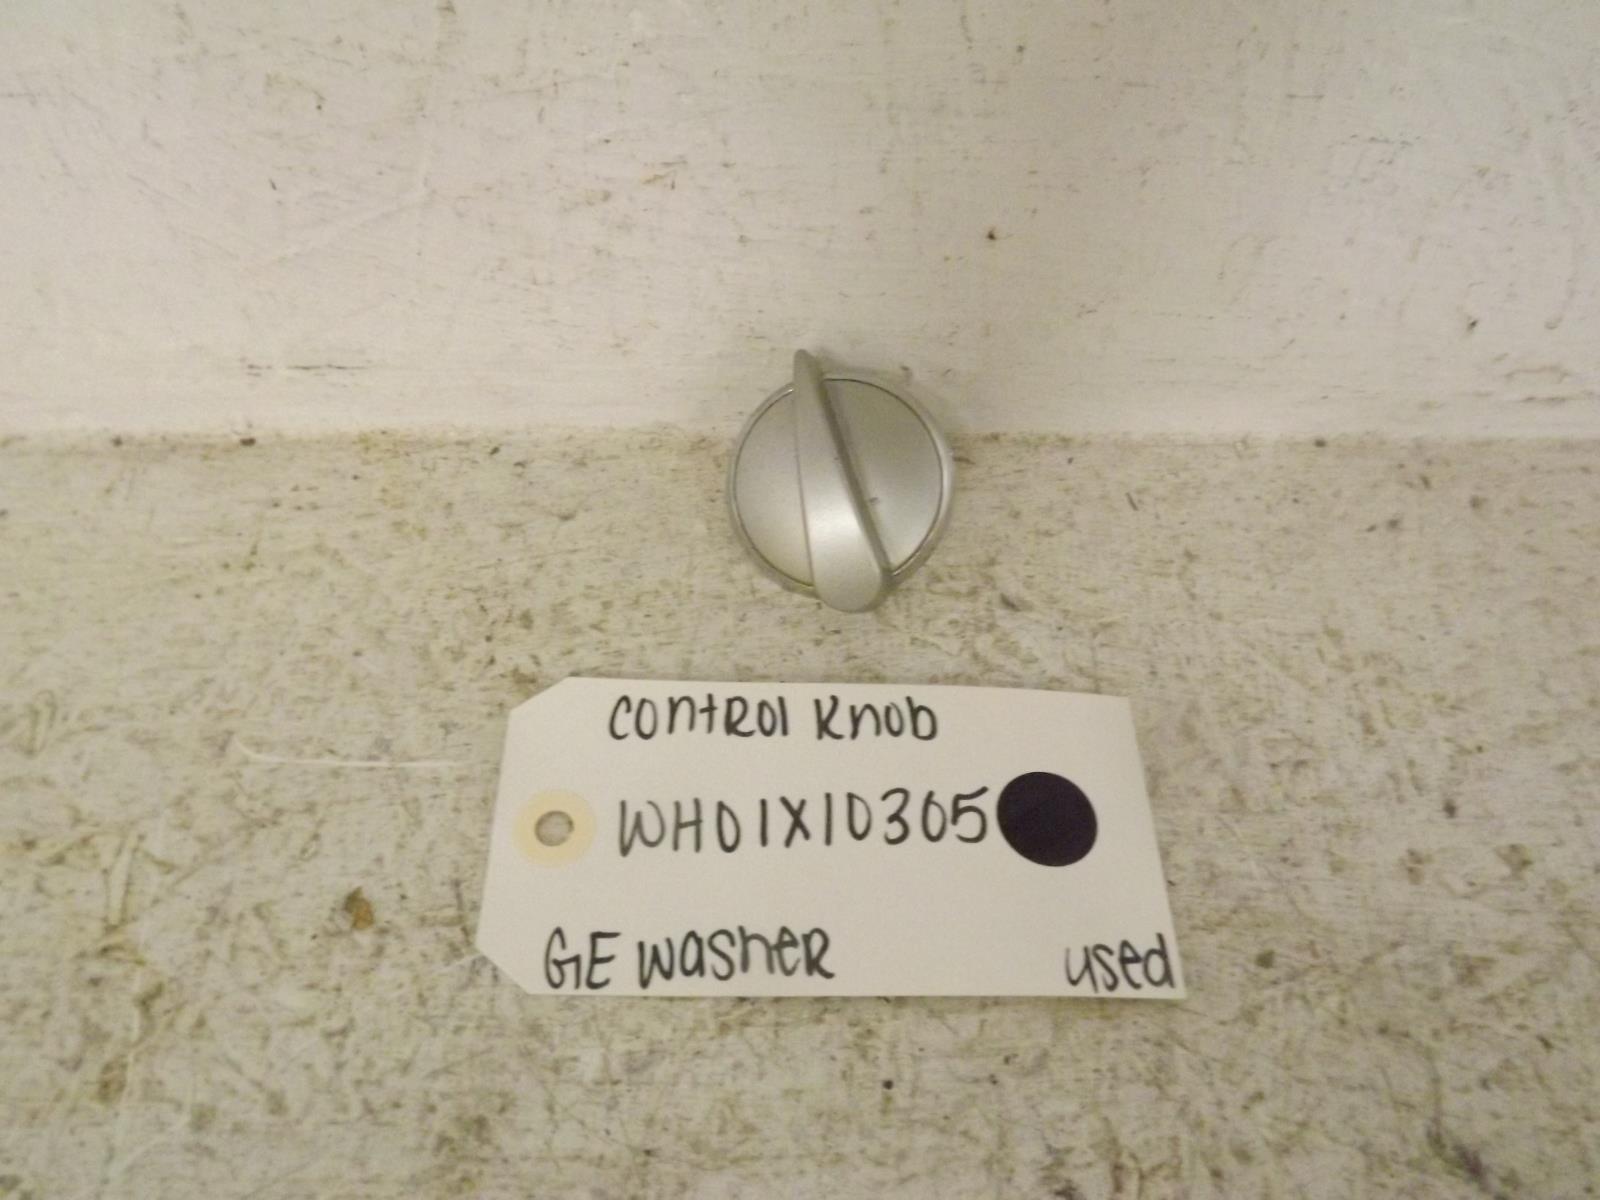 control knob
WH01X10305
GE washer
used